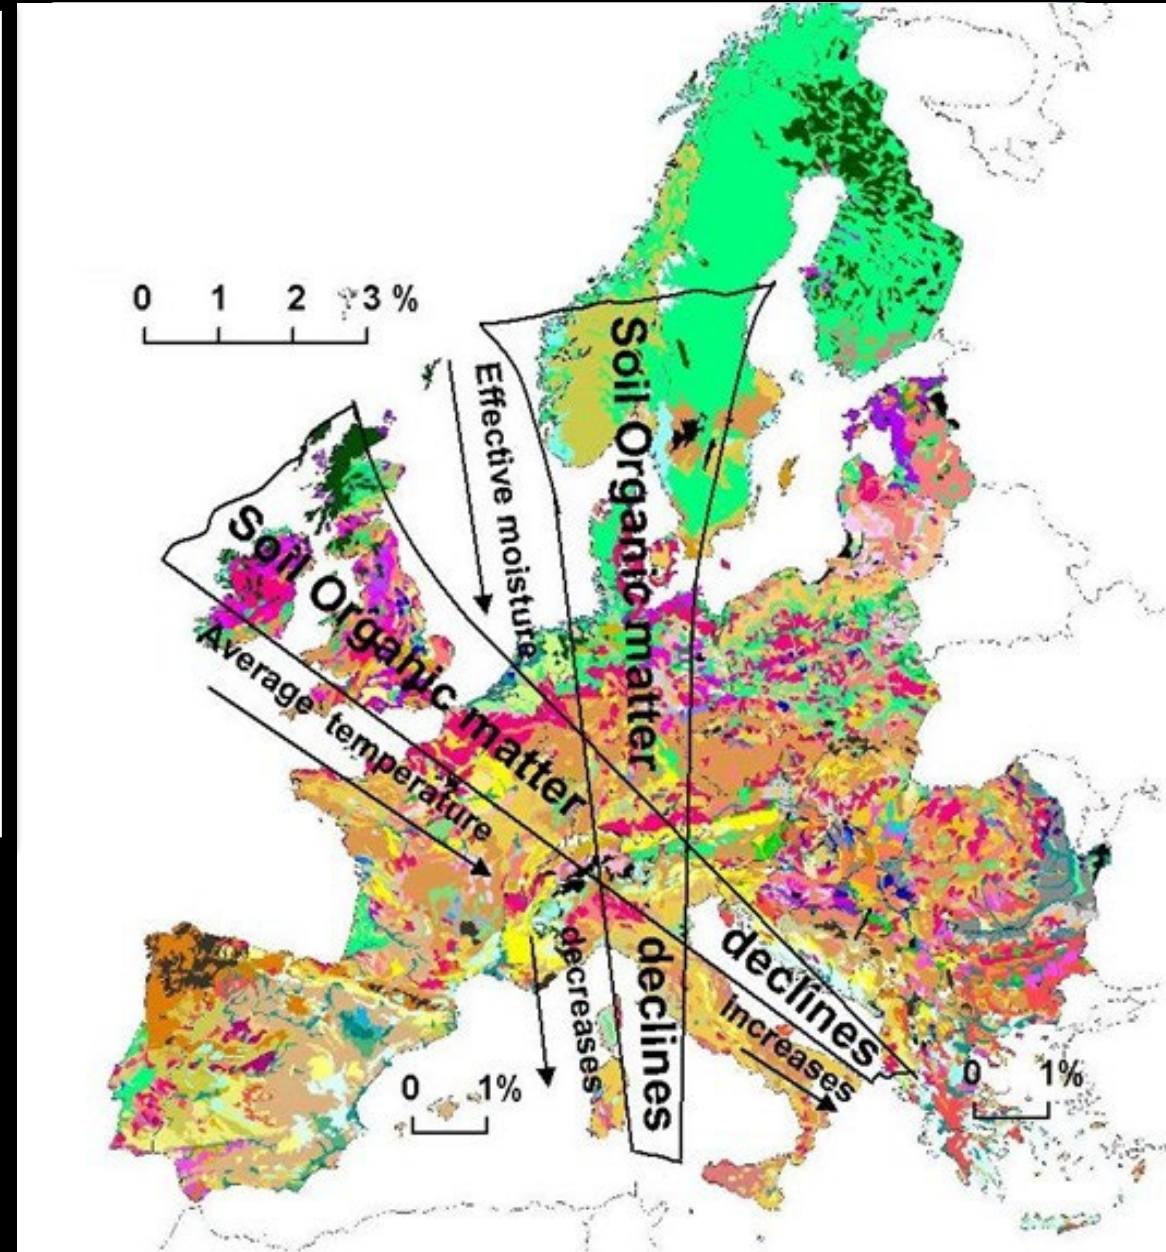 0 1 2 3 %
Effective moisture
decreases
Soil Organic matter
declines
Soil Organic matter
declines
Average temperature
increases
0 1%
0 1%